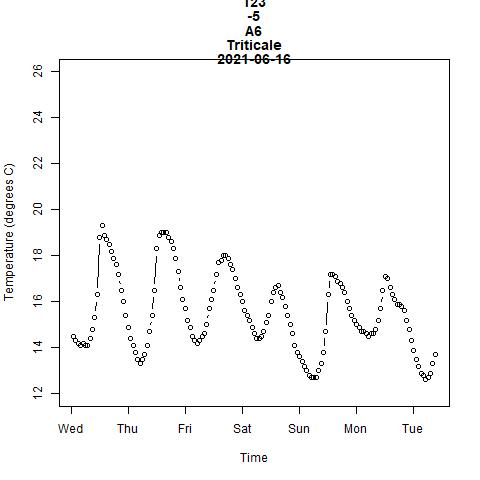 123
-5
A6
Triticale
2021-06-16
26
24
22
20
18
16
14
12
Temperature (degrees C)
Wed Thu Fri Sat Sun Mon Tue
Time